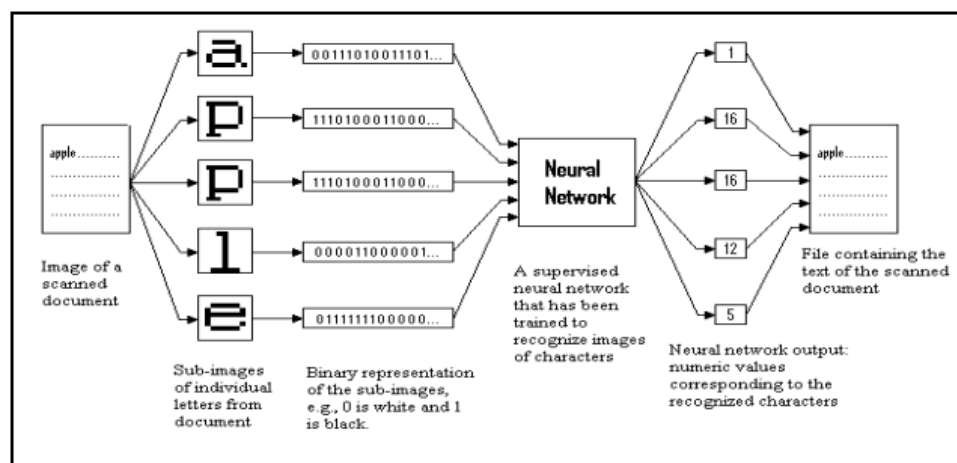 a
0011101001 1101...
1
p
1110100011000...
16
apple
Neural
Network
apple
p
1110100011000...
16
l
000011000001...
12
Image of a
scanned
document
File containing the
text of the scanned
document
A supervised
neural network
that has been
trained to
recognize images
of characters
e
0111111100000...
5
Sub-images
of individual
letters from
document
Binary representation
of the sub-images,
e.g., 0 is white and 1
is black.
Neural network output:
numeric values
corresponding to the
recognized characters